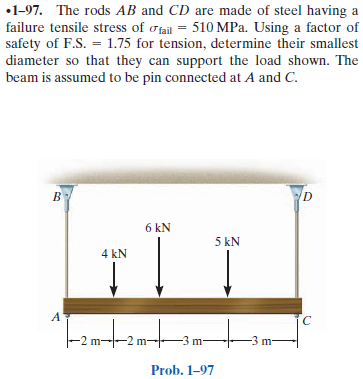 •1–97. The rods AB and CD are made of steel having a
failure tensile stress of σfail = 510 MPa. Using a factor of
safety of F.S. = 1.75 for tension, determine their smallest
diameter so that they can support the load shown. The
beam is assumed to be pin connected at A and C.
B
D
6 kN
5 kN
4 kN
A
C
2 m
2 m
3 m
3 m
Prob. 1–97